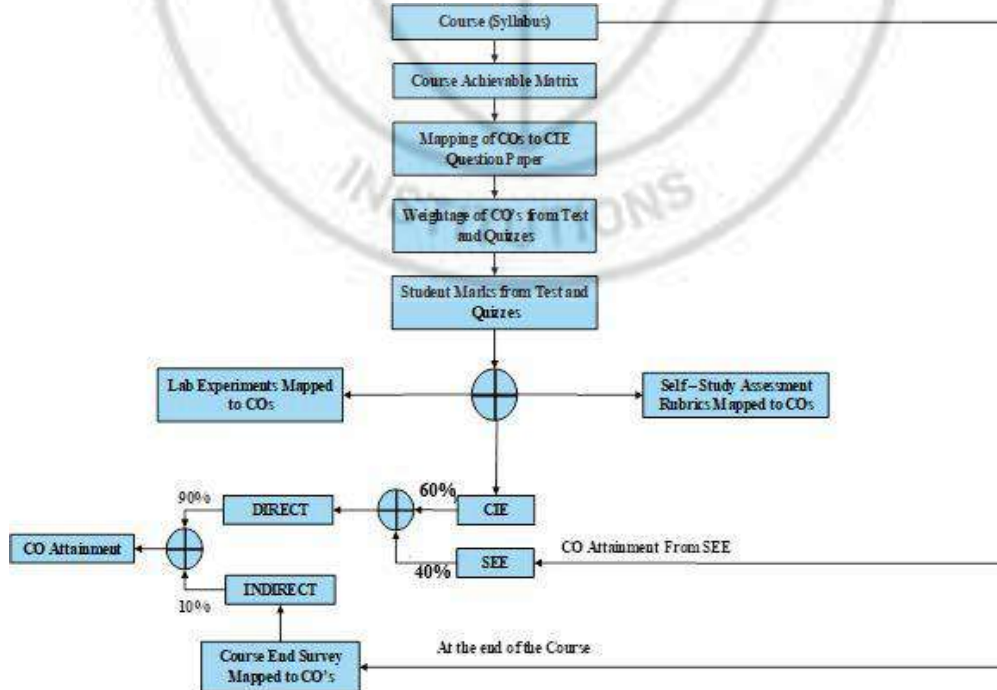 Course (Syllabus)
Course Achievable Matrix
Mapping of COs to CIE
Question Paper
INSTITUTIONS
Weightage of CO's from Test
and Quizzes
Student Marks from Test and
Quizzes
Lab Experiments Mapped
to COs
Self-Study Assessment
Rubrics Mapped to COs
90%
DIRECT
60%
CIE
CO Attainment
40%
SEE
CO Attainment From SEE
10%
INDIRECT
Course End Survey
Mapped to CO's
At the end of the Course